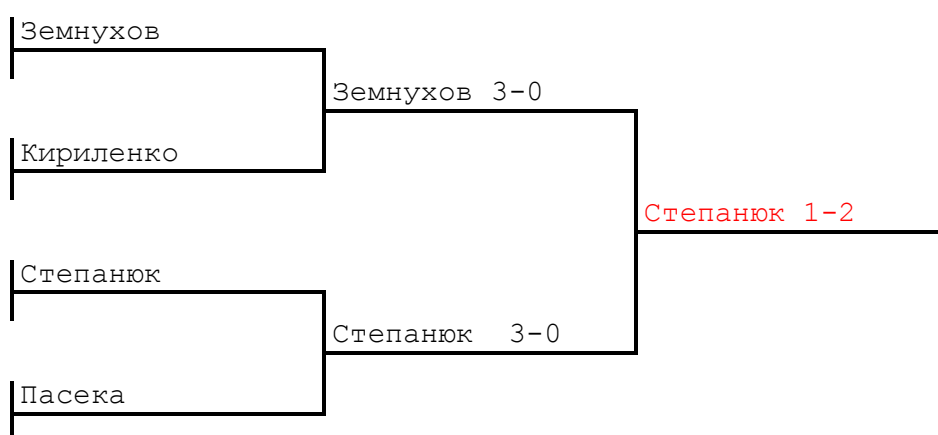 Земнухов
Земнухов 3-0
Кириленко
Степанюк 1-2
Степанюк
Степанюк 3-0
Пасека